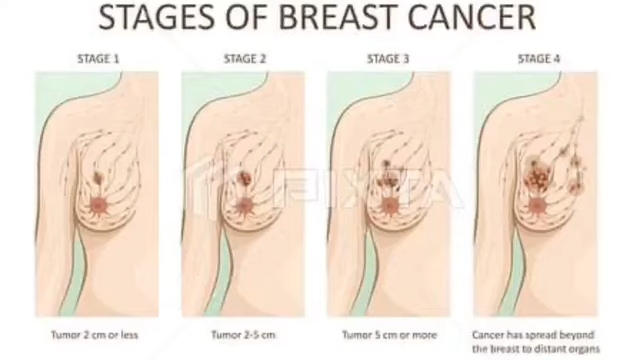 STAGES OF BREAST CANCER
STAGE 1
STAGE 2
STAGE 3
STAGE 4
PIXTA
Tumor 2 cm or less
Tumor 2-5 cm
Tumor 5 cm or more
Cancer has spread beyond
the breast to distant organs